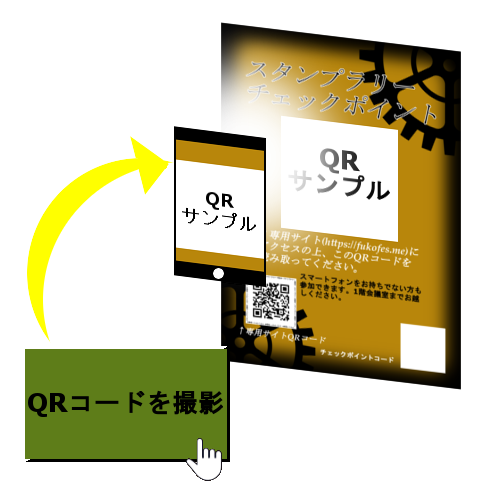 スタンプラリー
チェックポイント
QR
サンプル
QR
サンプル
専用サイト(https://fukofes.me)に
クセスの上、このQRコードを
み取ってください。
スマートフォンをお持ちでない方も
参加できます。1階会議室までお越
しください。
↑専用サイトQRコード
チェックポイントコード
QRコードを撮影